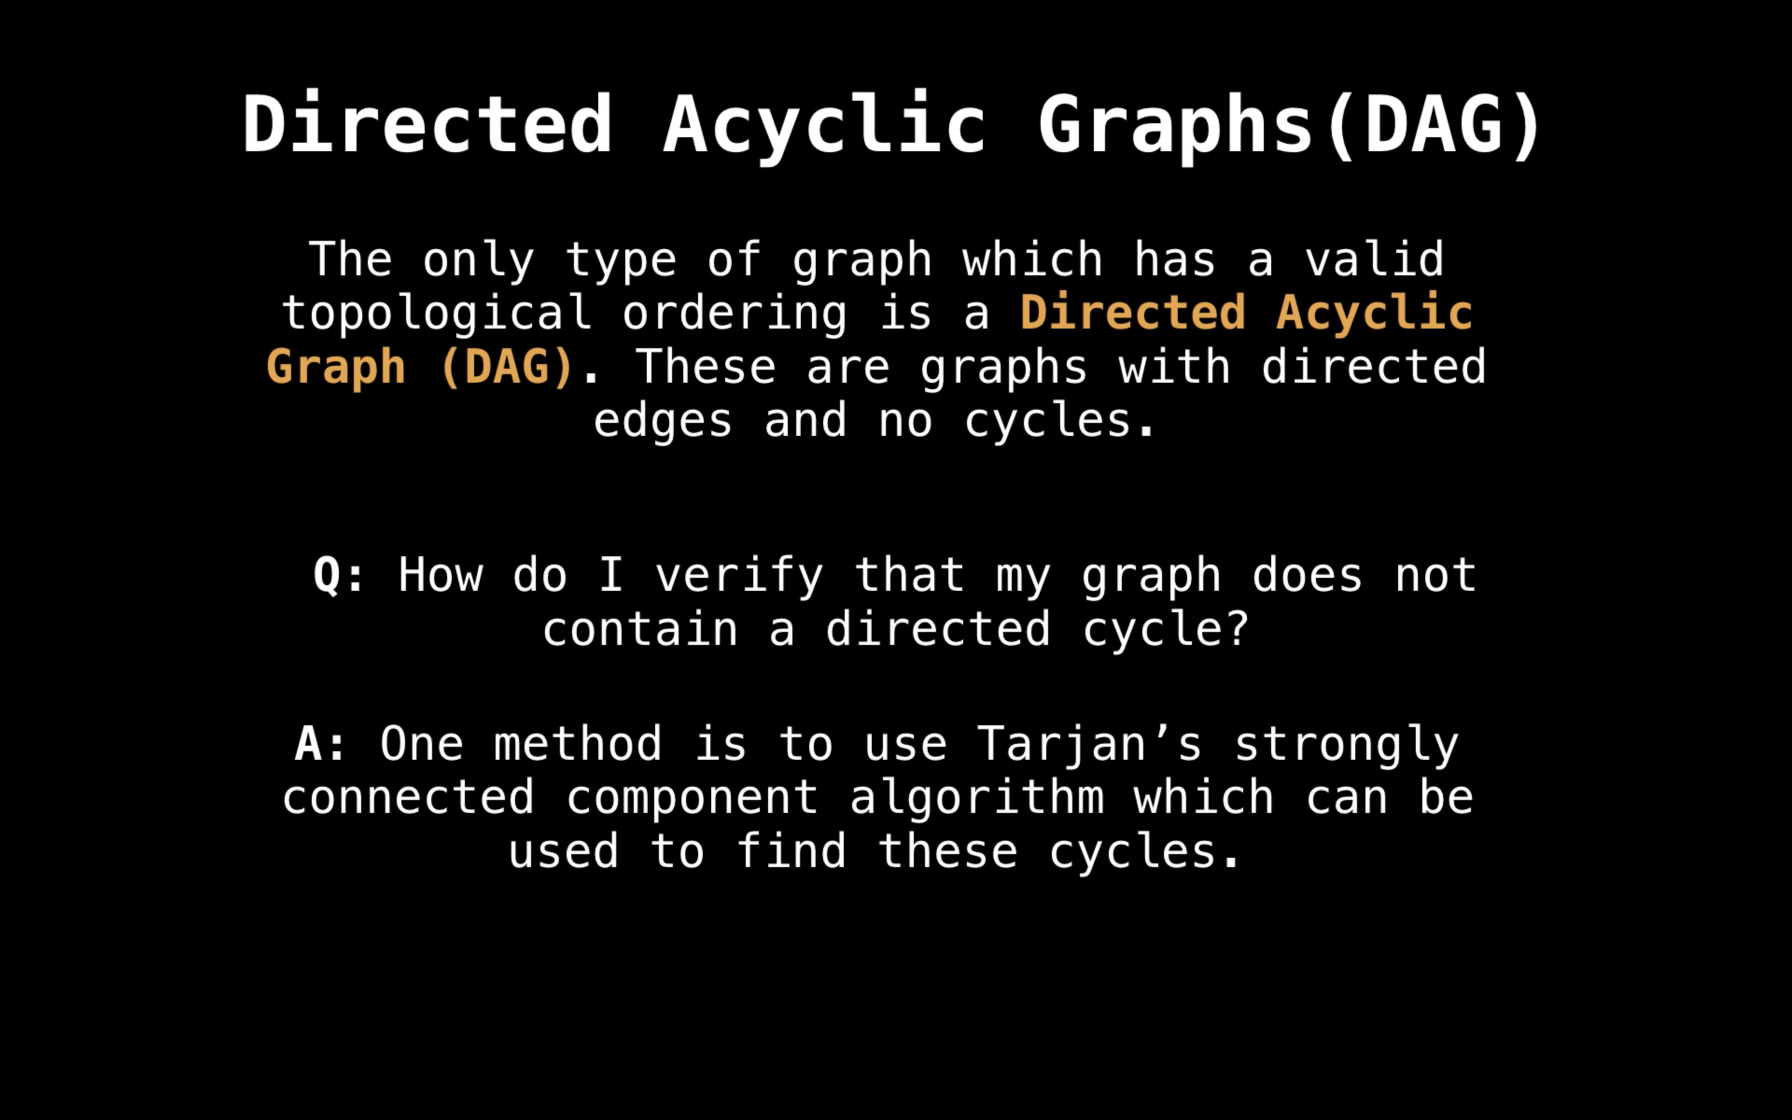 Directed Acyclic Graphs(DAG)
The only type of graph which has a valid
topological ordering is a Directed Acyclic
Graph (DAG). These are graphs with directed
edges and no cycles.
Q: How do I verify that my graph does not
contain a directed cycle?
A: One method is to use Tarjan’s strongly
connected component algorithm which can be
used to find these cycles.